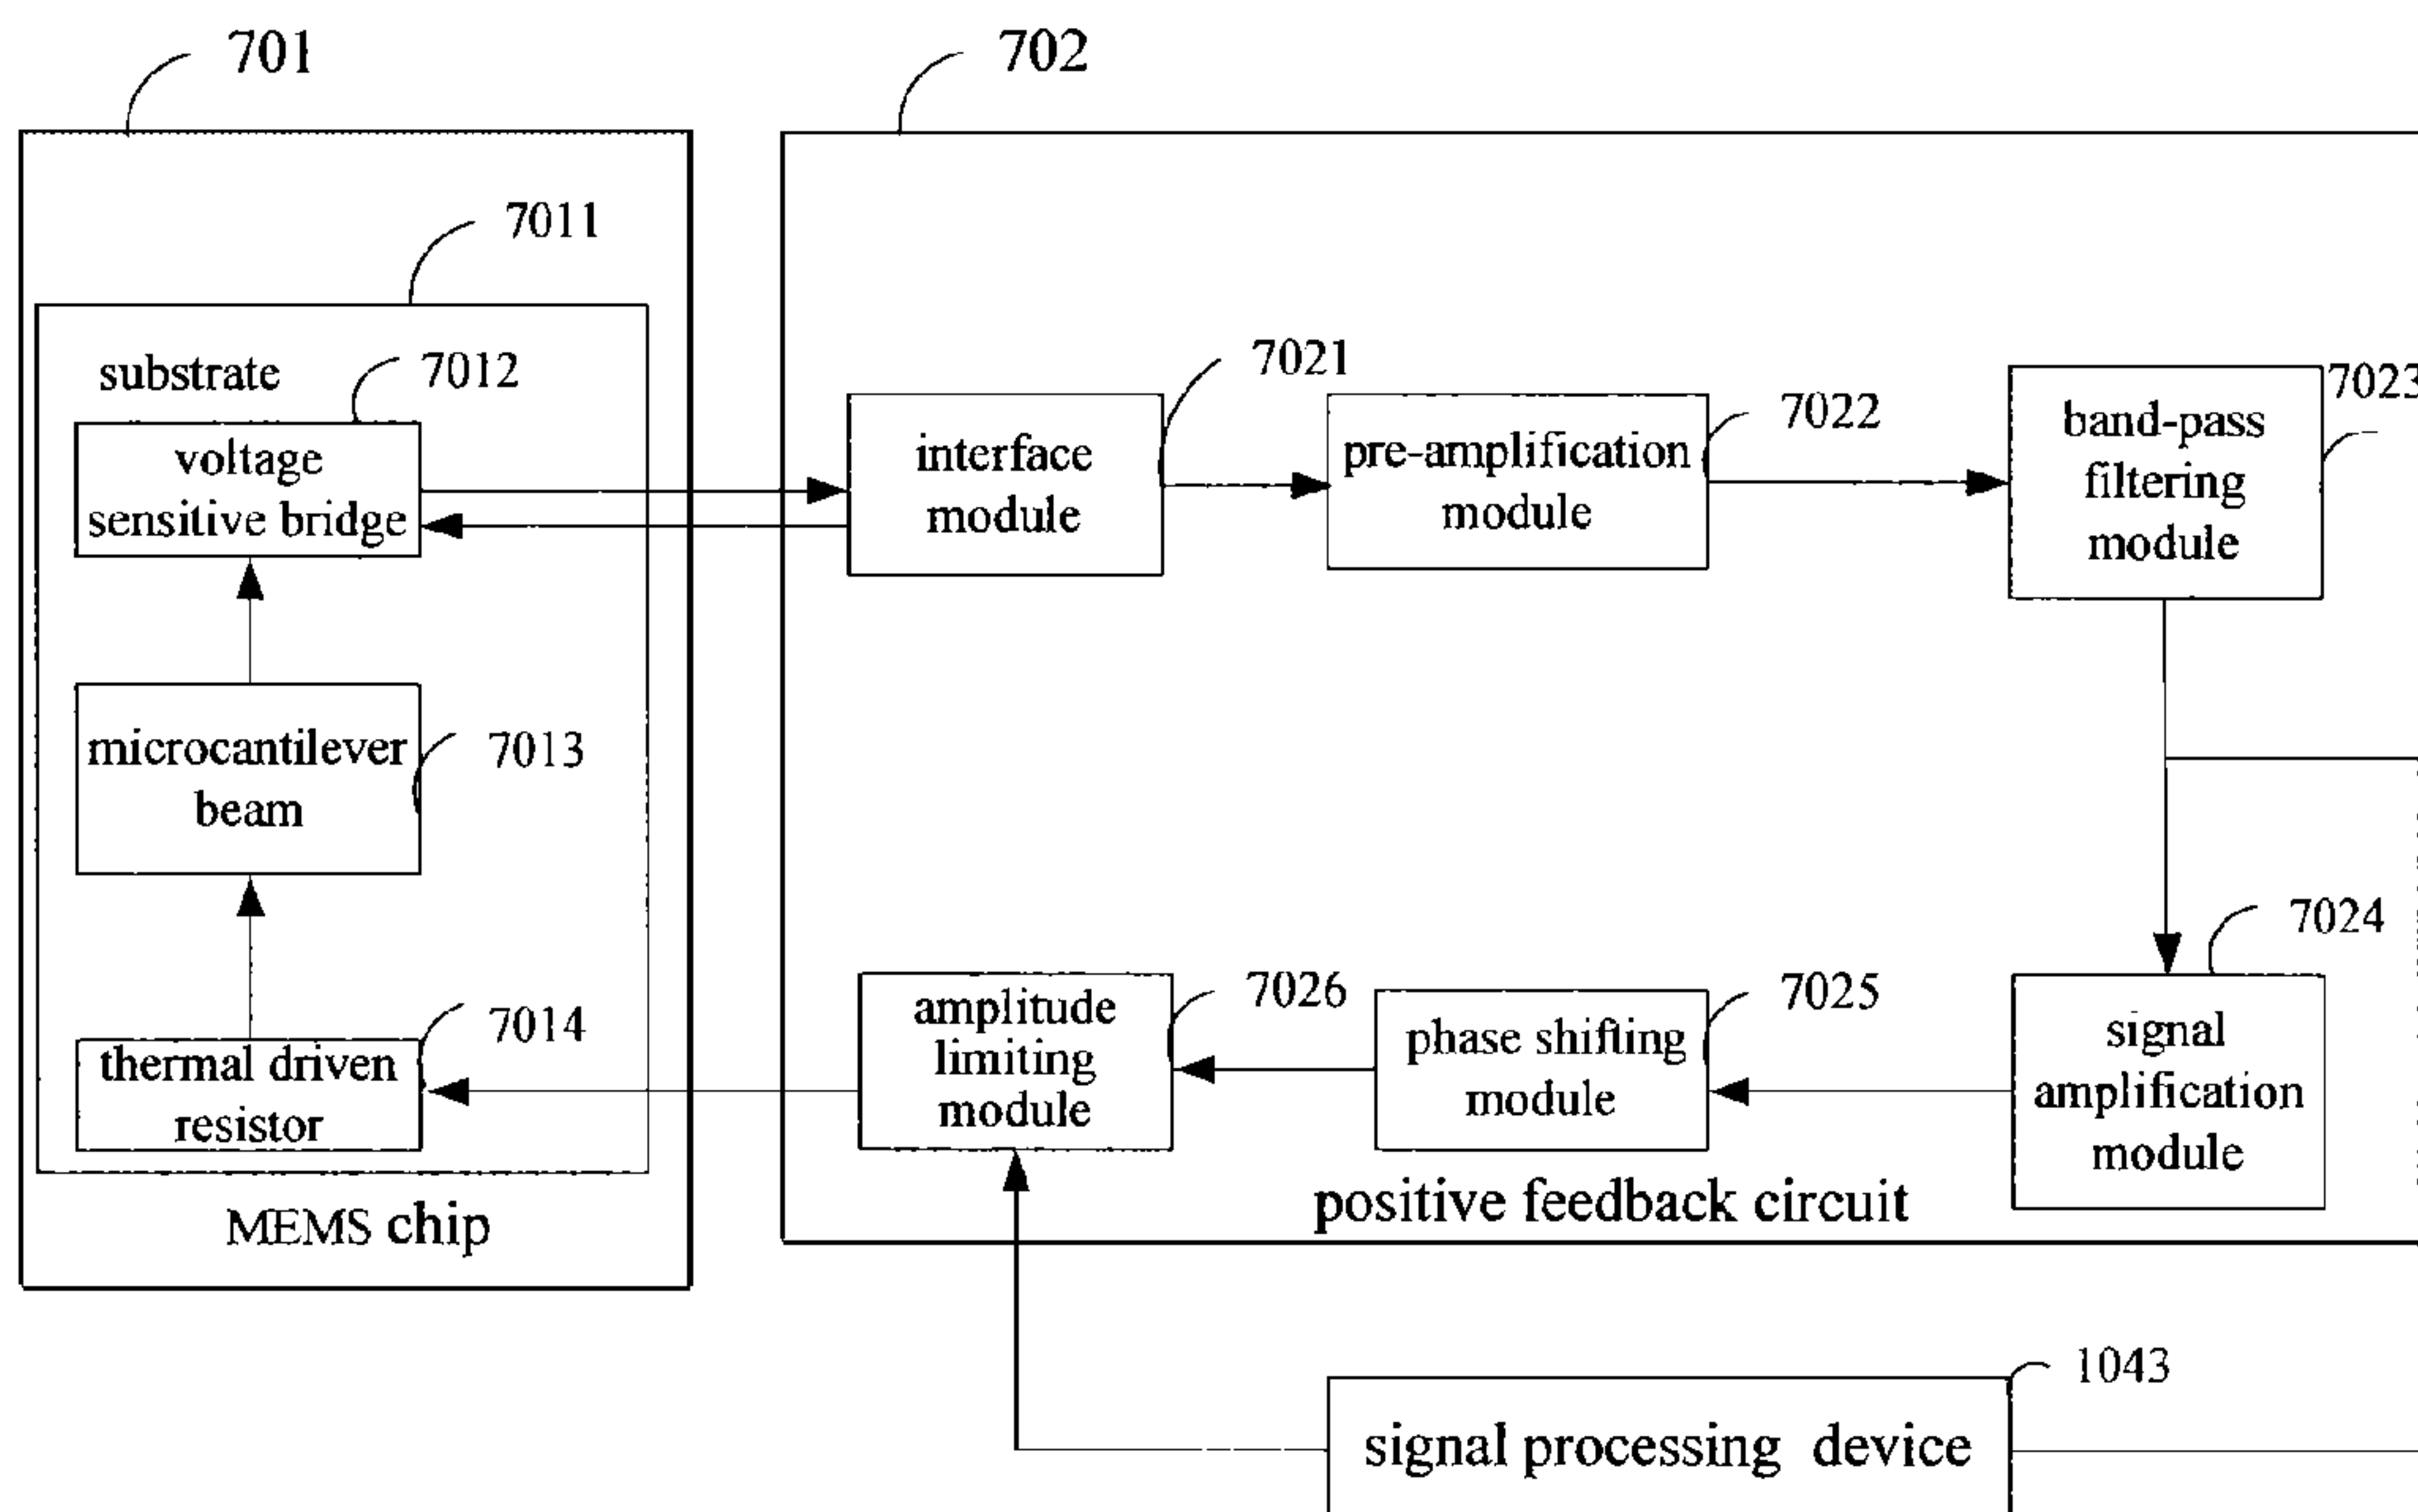 701
702
7011
substrate
7012
voltage
sensitive bridge
microcantilever
beam
7013
7014
thermal driven
resistor
MEMS chip
interface
module
7021
pre-amplification
module
7022
band-pass
filtering
module
7023
signal
amplification
module
7024
phase shifting
module
7025
amplitude
limiting
module
7026
positive feedback circuit
signal processing device
1043